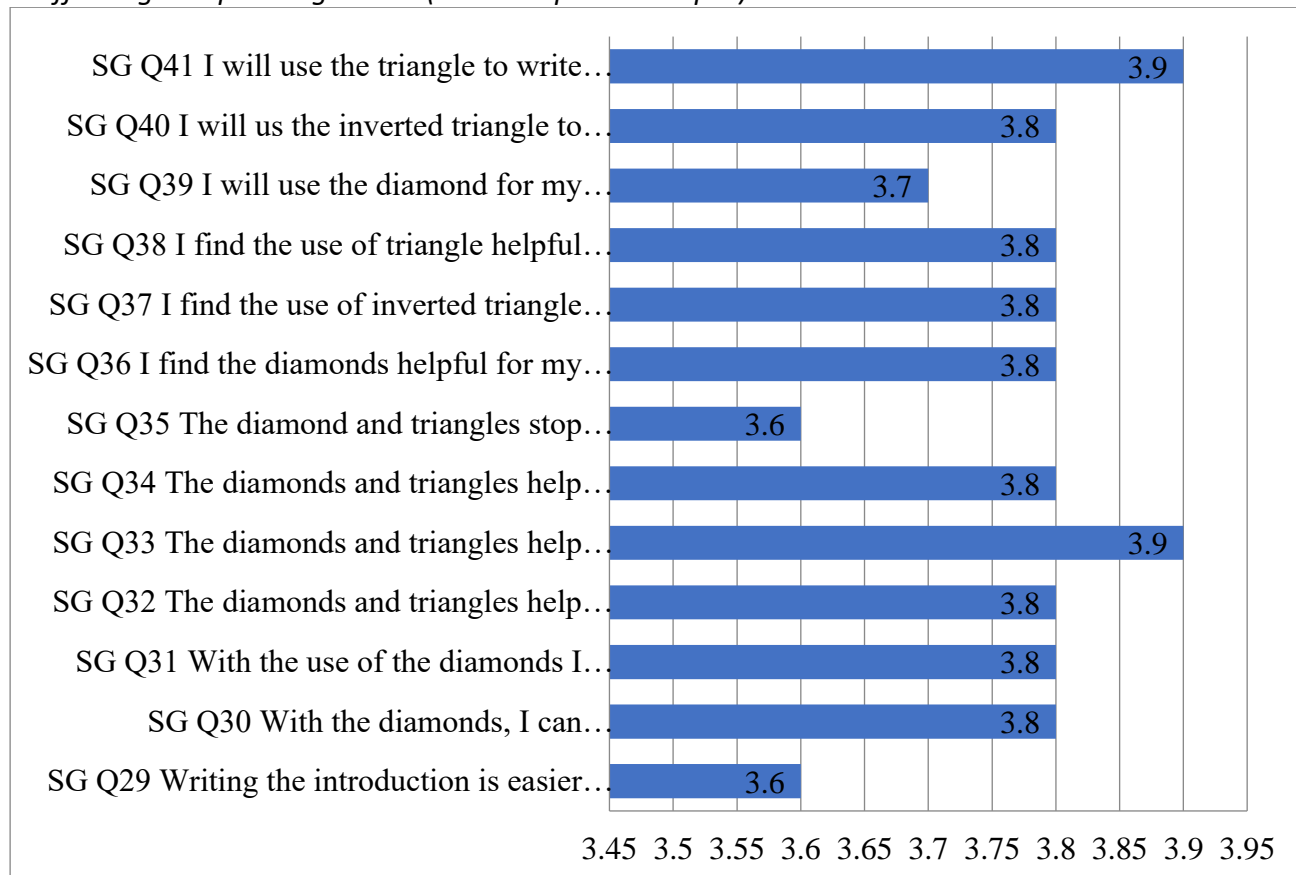 SG Q41 I will use the triangle to write… 3.9
SG Q40 I will us the inverted triangle to… 3.8
SG Q39 I will use the diamond for my… 3.7
SG Q38 I find the use of triangle helpful… 3.8
SG Q37 I find the use of inverted triangle… 3.8
SG Q36 I find the diamonds helpful for my… 3.8
SG Q35 The diamond and triangles stop… 3.6
SG Q34 The diamonds and triangles help… 3.8
SG Q33 The diamonds and triangles help… 3.9
SG Q32 The diamonds and triangles help… 3.8
SG Q31 With the use of the diamonds I… 3.8
SG Q30 With the diamonds, I can… 3.8
SG Q29 Writing the introduction is easier… 3.6
3.45 3.5 3.55 3.6 3.65 3.7 3.75 3.8 3.85 3.9 3.95